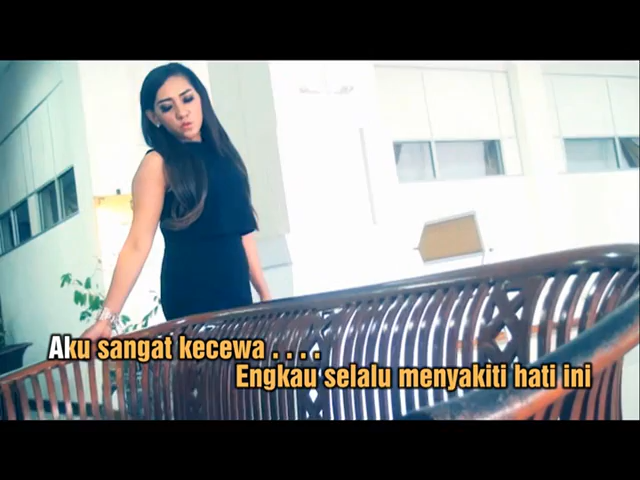 Aku sangat kecewa . . . .
Engkau selalu menyakiti hati ini